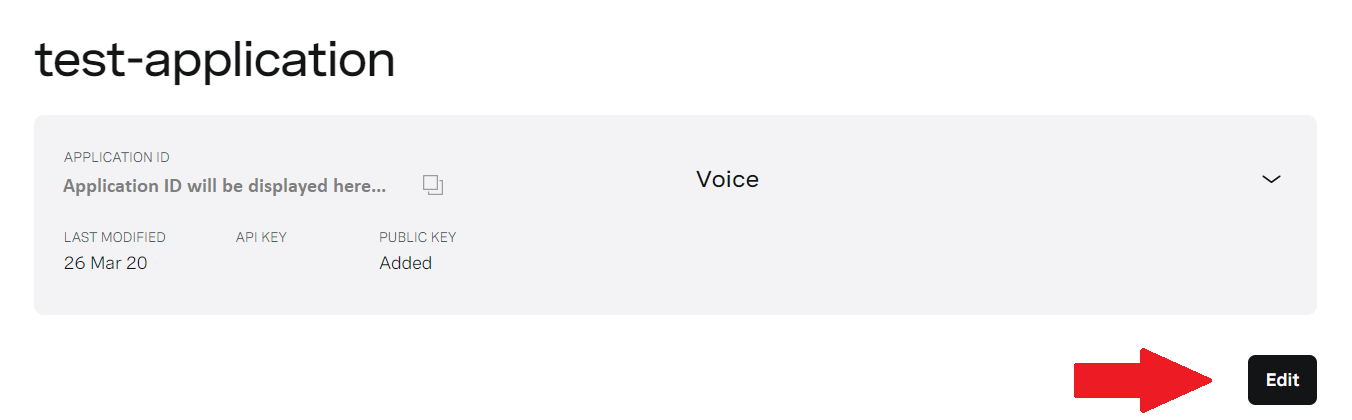 test-application
APPLICATION ID
Application ID will be displayed here...
Voice
LAST MODIFIED API KEY PUBLIC KEY
26 Mar 20 Added
Edit